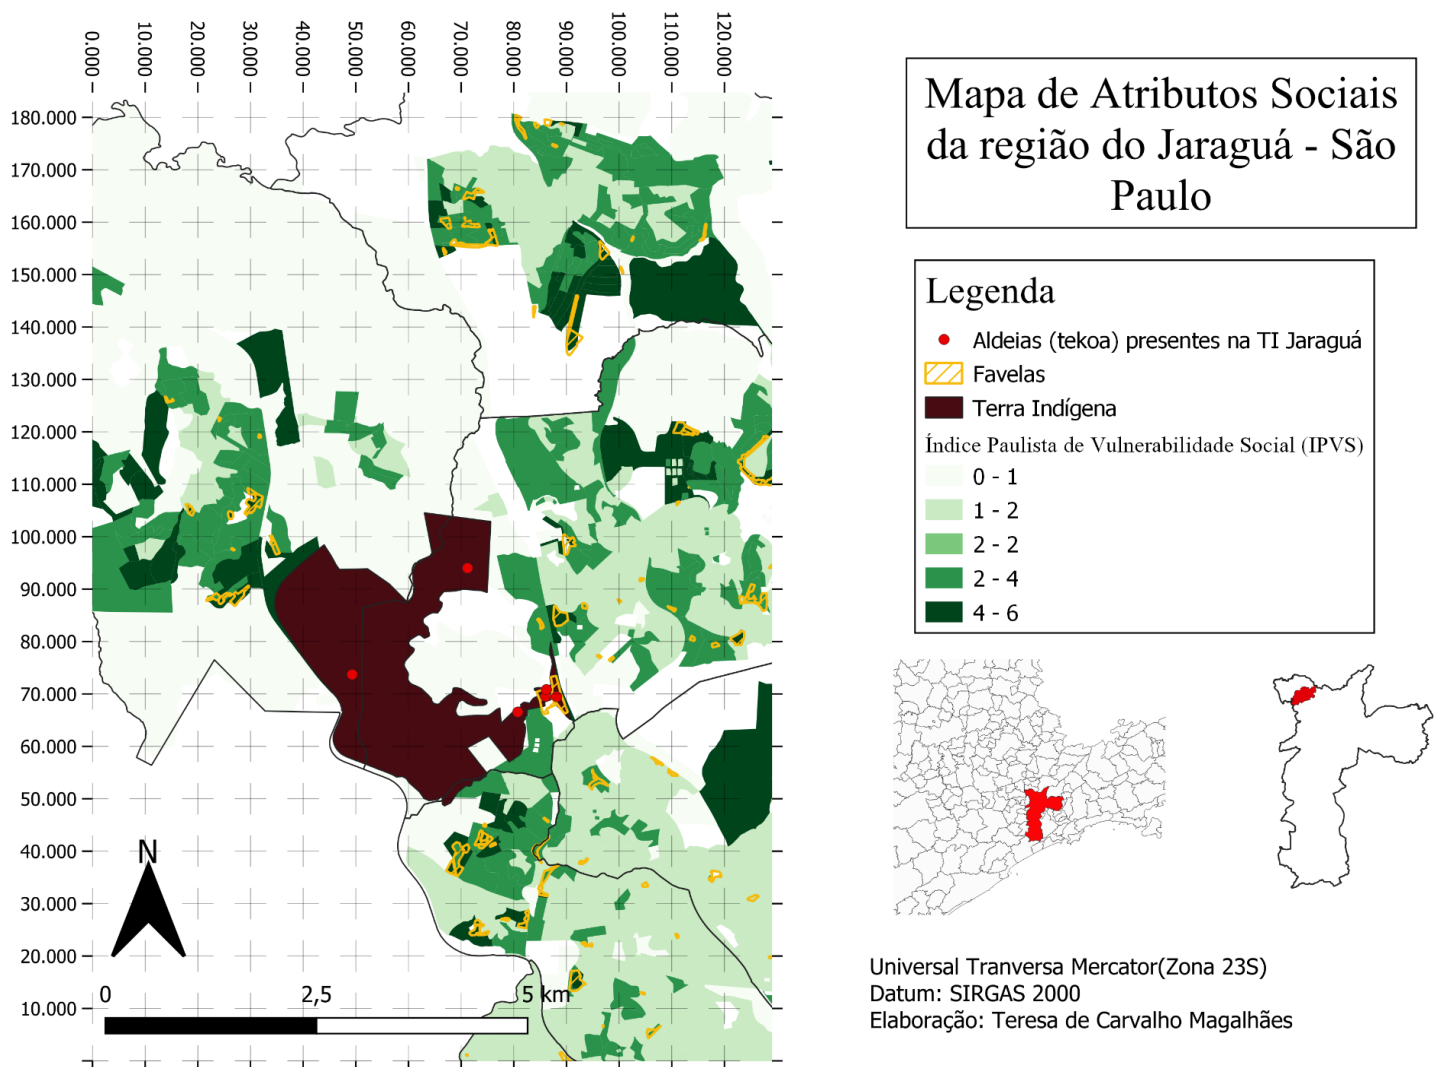 0.000
10.000
20.000
30.000
40.000
50.000
60.000
70.000
80.000
90.000
100.000
110.000
120.000
180.000
170.000
160.000
150.000
140.000
130.000
120.000
110.000
100.000
90.000
80.000
70.000
60.000
50.000
40.000
30.000
20.000
10.000
N
0 2,5 5 km
Mapa de Atributos Sociais
da região do Jaraguá - São
Paulo
Legenda
Aldeias (tekoa) presentes na TI Jaraguá
Favelas
Terra Indígena
Índice Paulista de Vulnerabilidade Social (IPVS)
0 - 1
1 - 2
2 - 2
2 - 4
4 - 6
Universal Tranversa Mercator(Zona 23S)
Datum: SIRGAS 2000
Elaboração: Teresa de Carvalho Magalhães